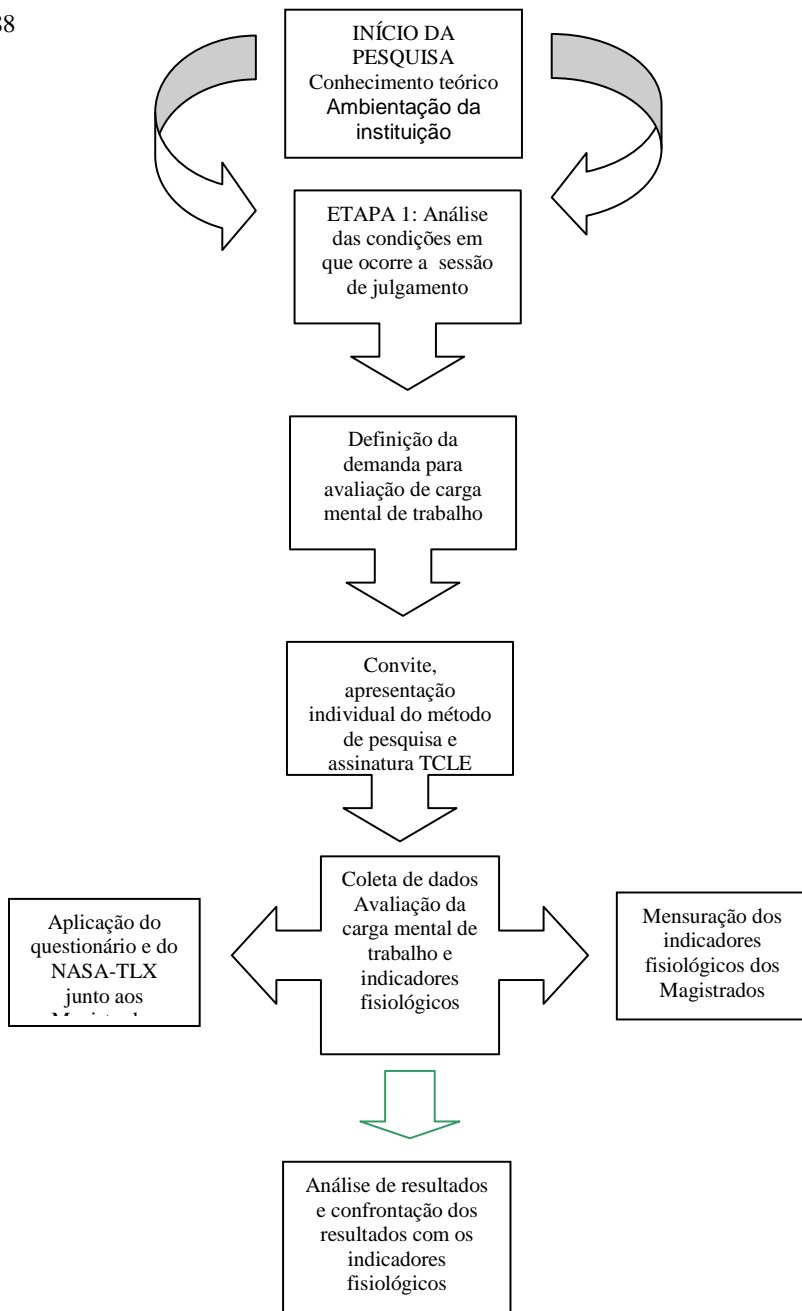 88
INÍCIO DA
PESQUISA
Conhecimento teórico
Ambientação da
instituição
ETAPA 1: Análise
das condições em
que ocorre a sessão
de julgamento
Definição da
demanda para
avaliação de carga
mental de trabalho
Convite,
apresentação
individual do método
de pesquisa e
assinatura TCLE
Coleta de dados
Avaliação da
carga mental de
trabalho e
indicadores
fisiológicos
Aplicação do
questionário e do
NASA-TLX
junto aos
Mensuração dos
indicadores
fisiológicos dos
Magistrados
Análise de resultados
e confrontação dos
resultados com os
indicadores
fisiológicos